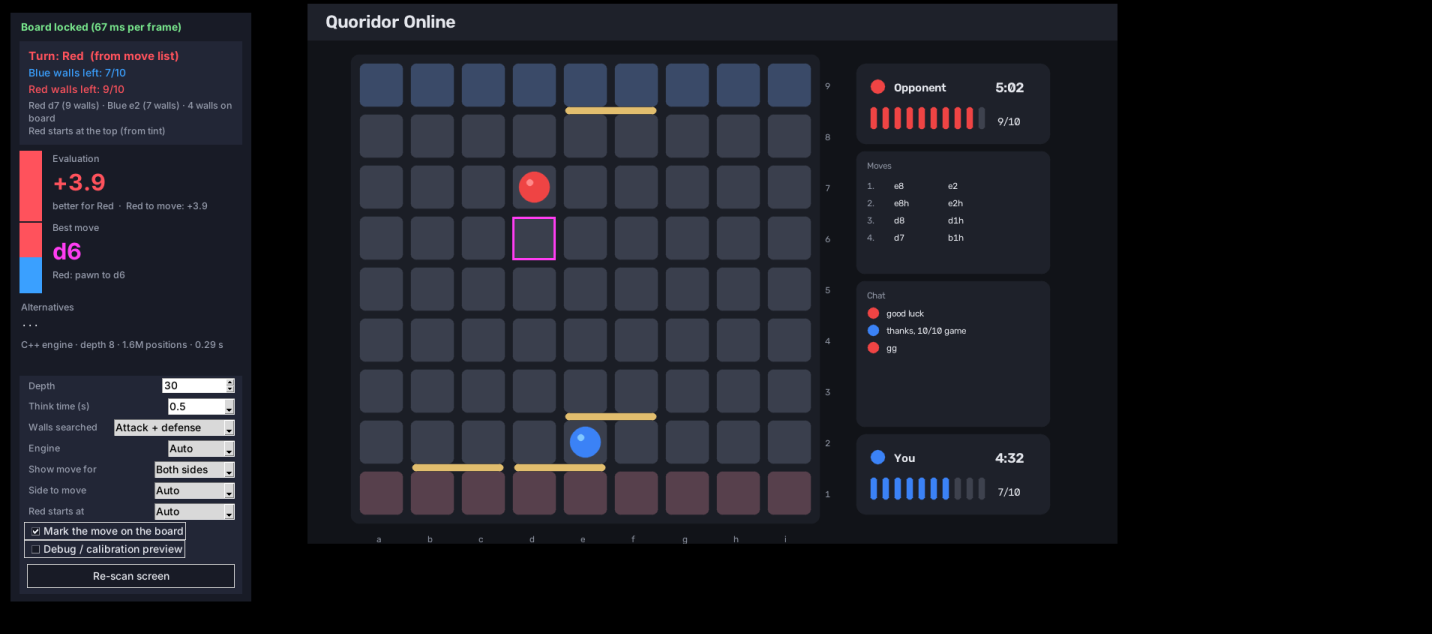 Board locked (67 ms per frame)
Turn: Red  (from move list)
Blue walls left: 7/10
Red walls left: 9/10
Red d7 (9 walls) · Blue e2 (7 walls) · 4 walls on
board
Red starts at the top (from tint)
Evaluation
+3.9
better for Red  ·  Red to move: +3.9
Best move
d6
Red: pawn to d6
Alternatives
...
C++ engine · depth 8 · 1.6M positions · 0.29 s
Depth 30
Think time (s) 0.5
Walls searched Attack + defense
Engine Auto
Show move for Both sides
Side to move Auto
Red starts at Auto
Mark the move on the board
Debug / calibration preview
Re-scan screen
Quoridor Online
9
8
7
6
5
4
3
2
1
a b c d e f g h i
Opponent 5:02
9/10
Moves
1. e8 e2
2. e8h e2h
3. d8 d1h
4. d7 b1h
Chat
good luck
thanks, 10/10 game
gg
You 4:32
7/10